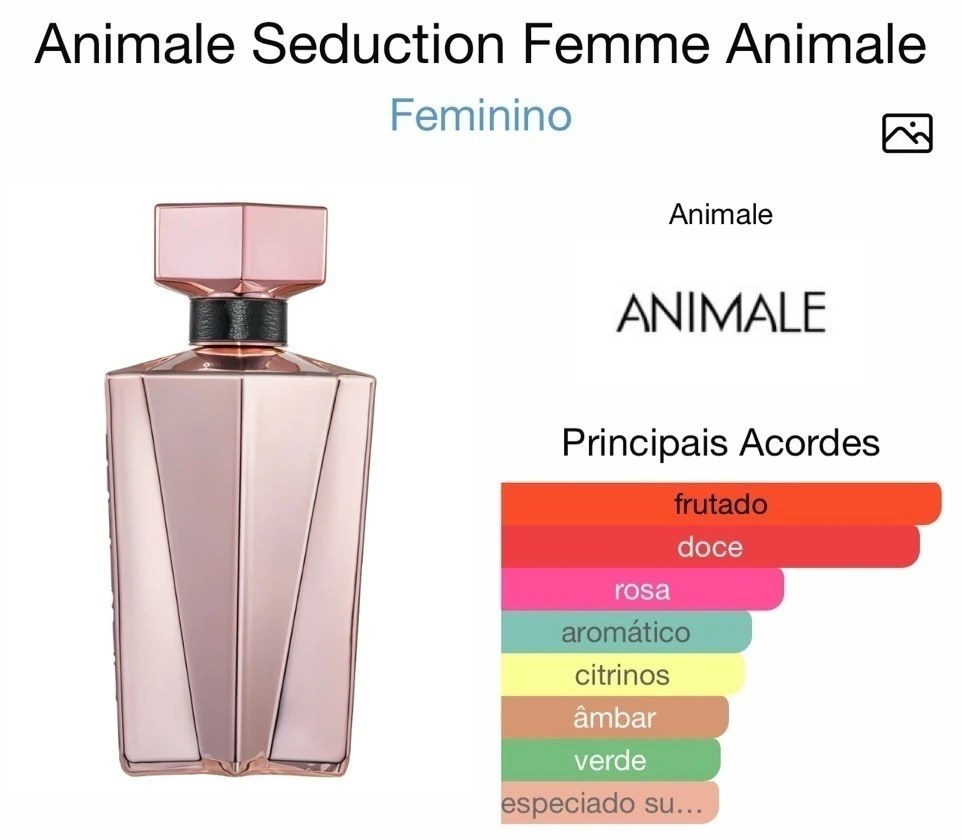 Animale Seduction Femme Animale
Feminino
Animale
ANIMALE
Principais Acordes
frutado
doce
rosa
aromático
citrinos
âmbar
verde
especiado su...